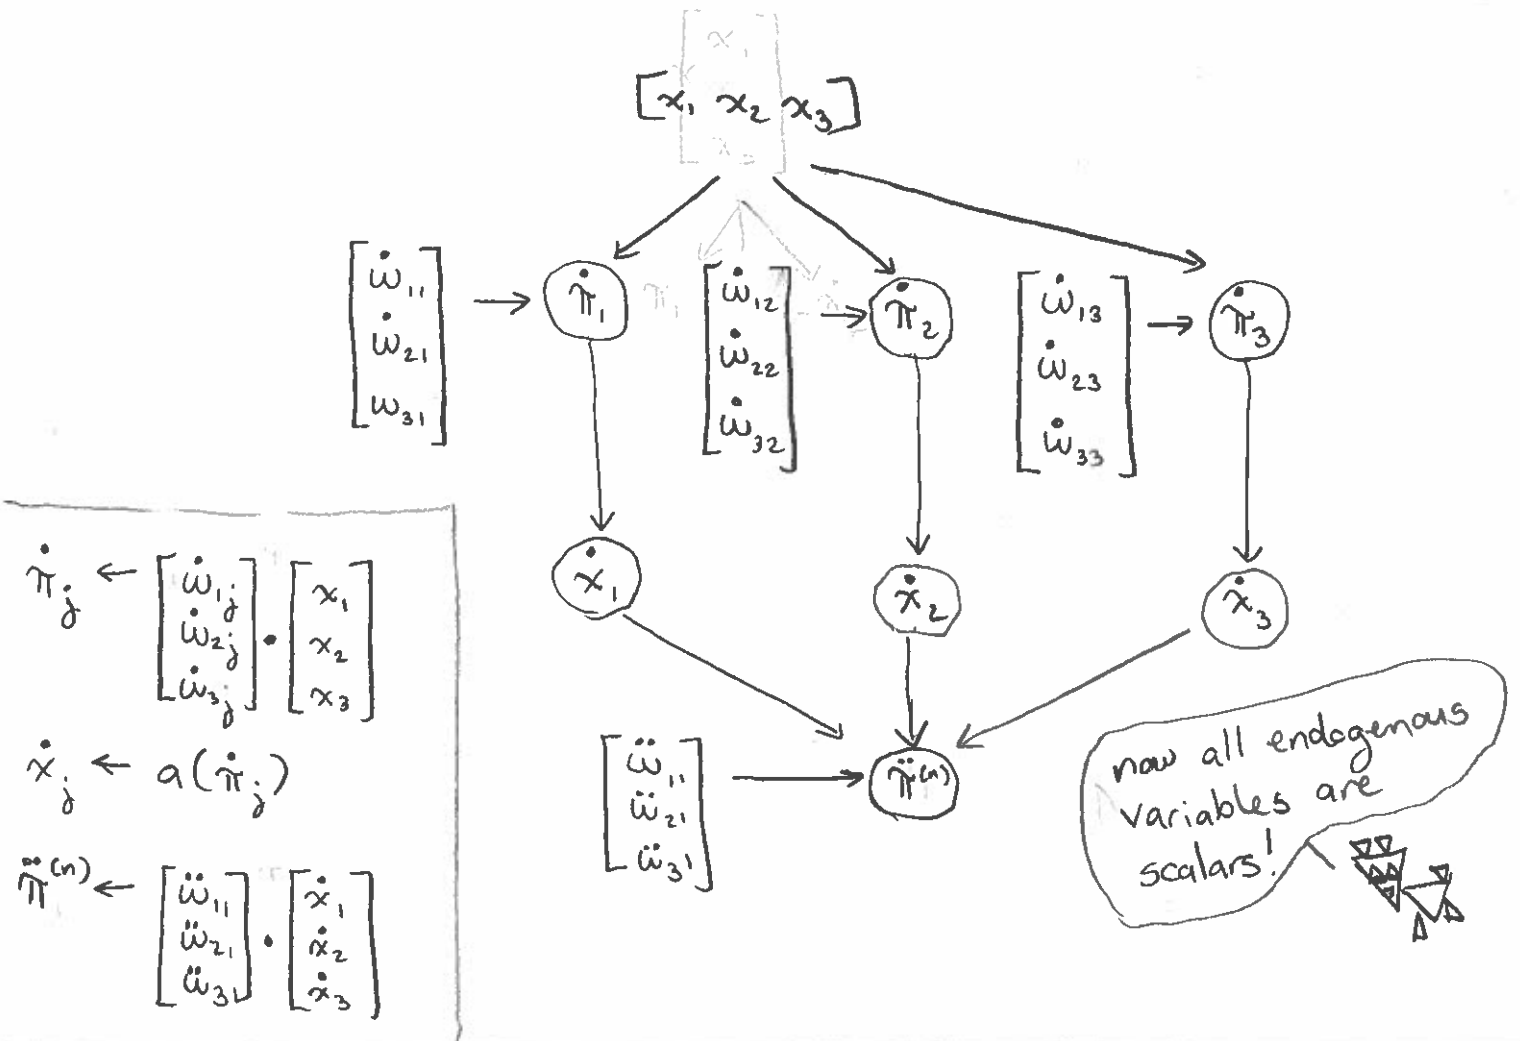 [x₁ x₂ x₃]
[ẇ₁₁
ẇ₂₁
w₃₁]
π̇₁
[ẇ₁₂
ẇ₂₂
ẇ₃₂]
π̇₂
[ẇ₁₃
ẇ₂₃
ẇ₃₃]
π̇₃
ẋ₁
ẋ₂
ẋ₃
[ẅ₁₁
ẅ₂₁
ẅ₃₁]
π̈⁽ⁿ⁾
now all endogenous
variables are
scalars!
π̇ⱼ ← [ẇ₁ⱼ ẇ₂ⱼ ẇ₃ⱼ] · [x₁ x₂ x₃]
ẋⱼ ← a(π̇ⱼ)
π̈⁽ⁿ⁾ ← [ẅ₁₁ ẅ₂₁ ẅ₃₁] · [ẋ₁ ẋ₂ ẋ₃]